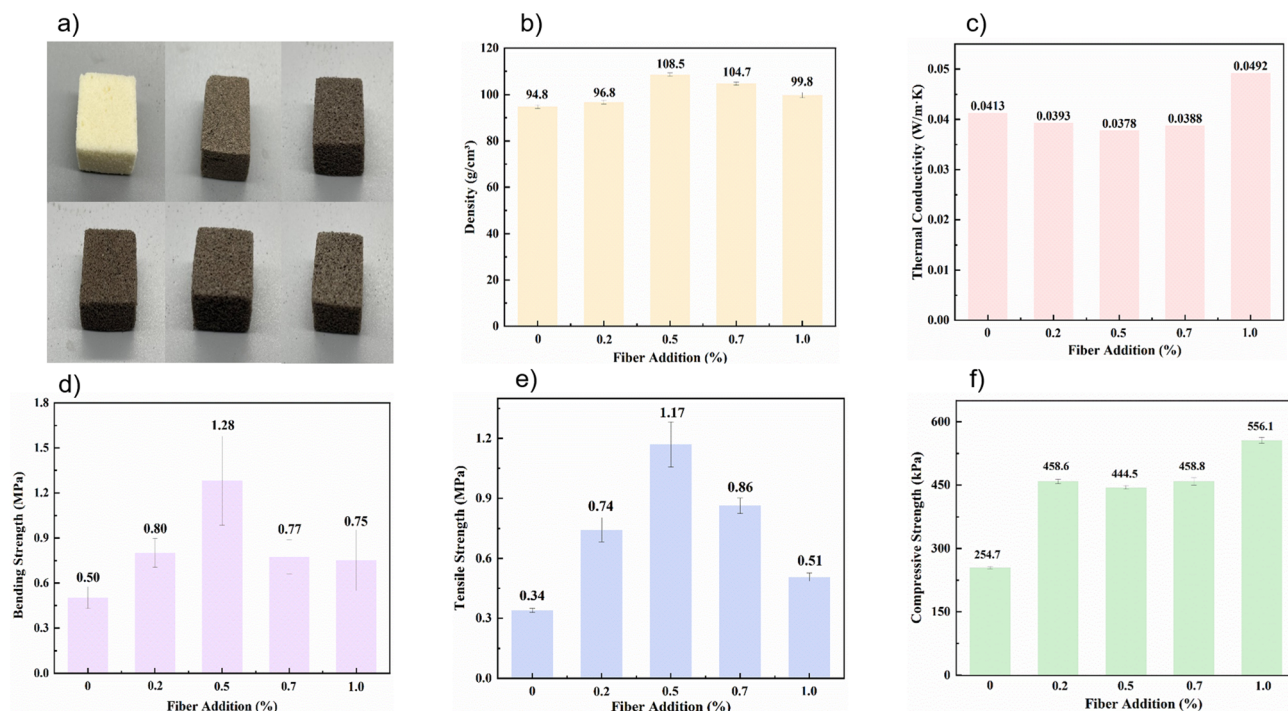 a)
b)
120
100
80
60
40
20
0
Density (g/cm³)
94.8
96.8
108.5
104.7
99.8
0 0.2 0.5 0.7 1.0
Fiber Addition (%)
c)
0.05
0.04
0.03
0.02
0.01
0.00
Thermal Conductivity (W/m·K)
0.0413
0.0393
0.0378
0.0388
0.0492
0 0.2 0.5 0.7 1.0
Fiber Addition (%)
d)
1.8
1.5
1.2
0.9
0.6
0.3
0.0
Bending Strength (MPa)
0.50
0.80
1.28
0.77
0.75
0 0.2 0.5 0.7 1.0
Fiber Addition (%)
e)
1.2
0.9
0.6
0.3
0.0
Tensile Strength (MPa)
0.34
0.74
1.17
0.86
0.51
0 0.2 0.5 0.7 1.0
Fiber Addition (%)
f)
600
450
300
150
0
Compressive Strength (kPa)
254.7
458.6
444.5
458.8
556.1
0 0.2 0.5 0.7 1.0
Fiber Addition (%)